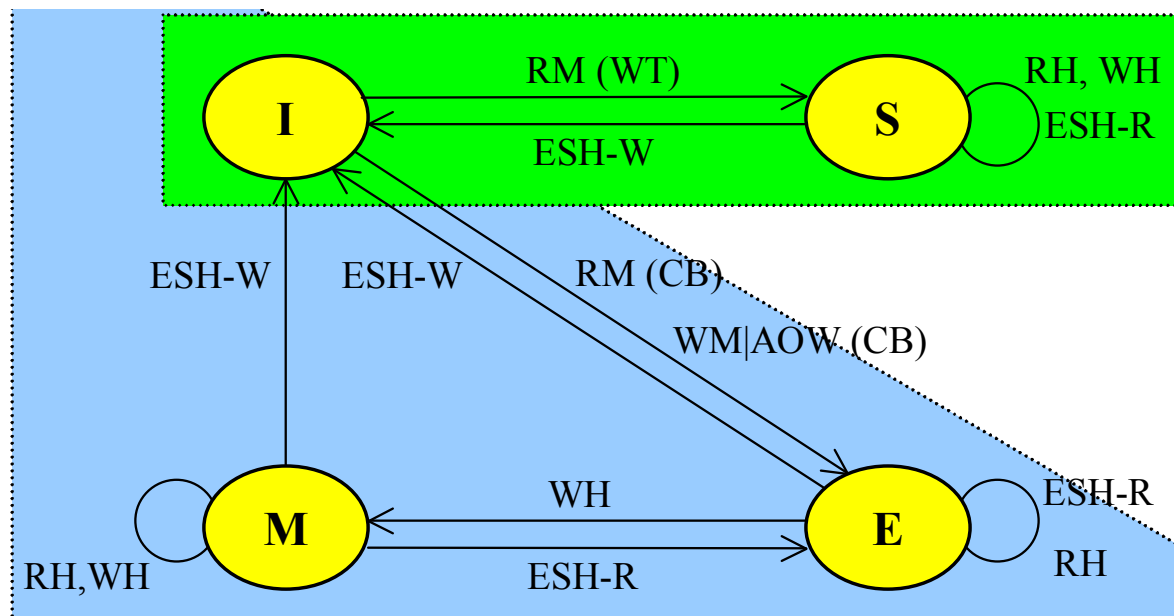 RM (WT)
I
S
RH, WH
ESH-R
ESH-W
ESH-W
ESH-W
RM (CB)
WM|AOW (CB)
WH
M
E
ESH-R
RH,WH
ESH-R
RH